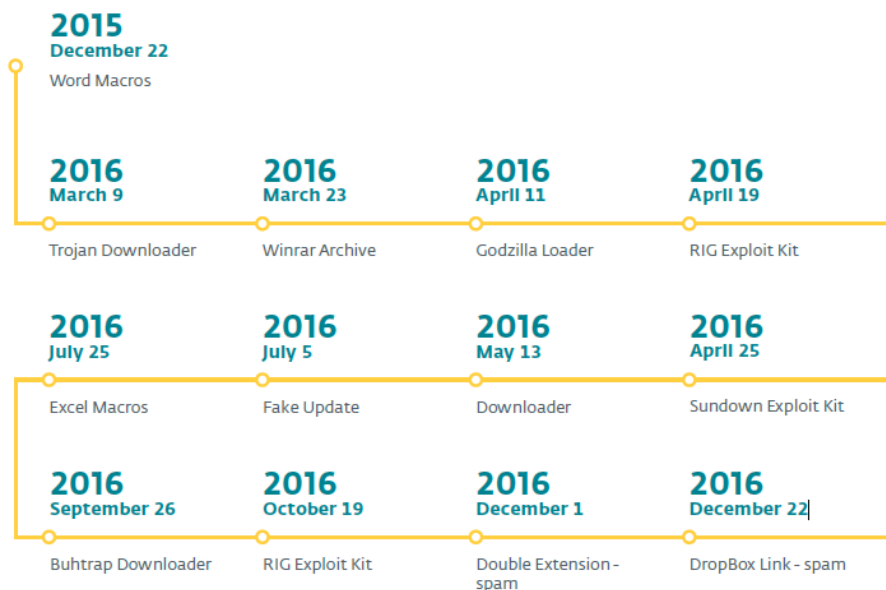 2015
December 22
Word Macros
2016
March 9
Trojan Downloader
2016
March 23
Winrar Archive
2016
April 11
Godzilla Loader
2016
April 19
RIG Exploit Kit
2016
July 25
Excel Macros
2016
July 5
Fake Update
2016
May 13
Downloader
2016
April 25
Sundown Exploit Kit
2016
September 26
Buhtrap Downloader
2016
October 19
RIG Exploit Kit
2016
December 1
Double Extension -
spam
2016
December 22
DropBox Link - spam